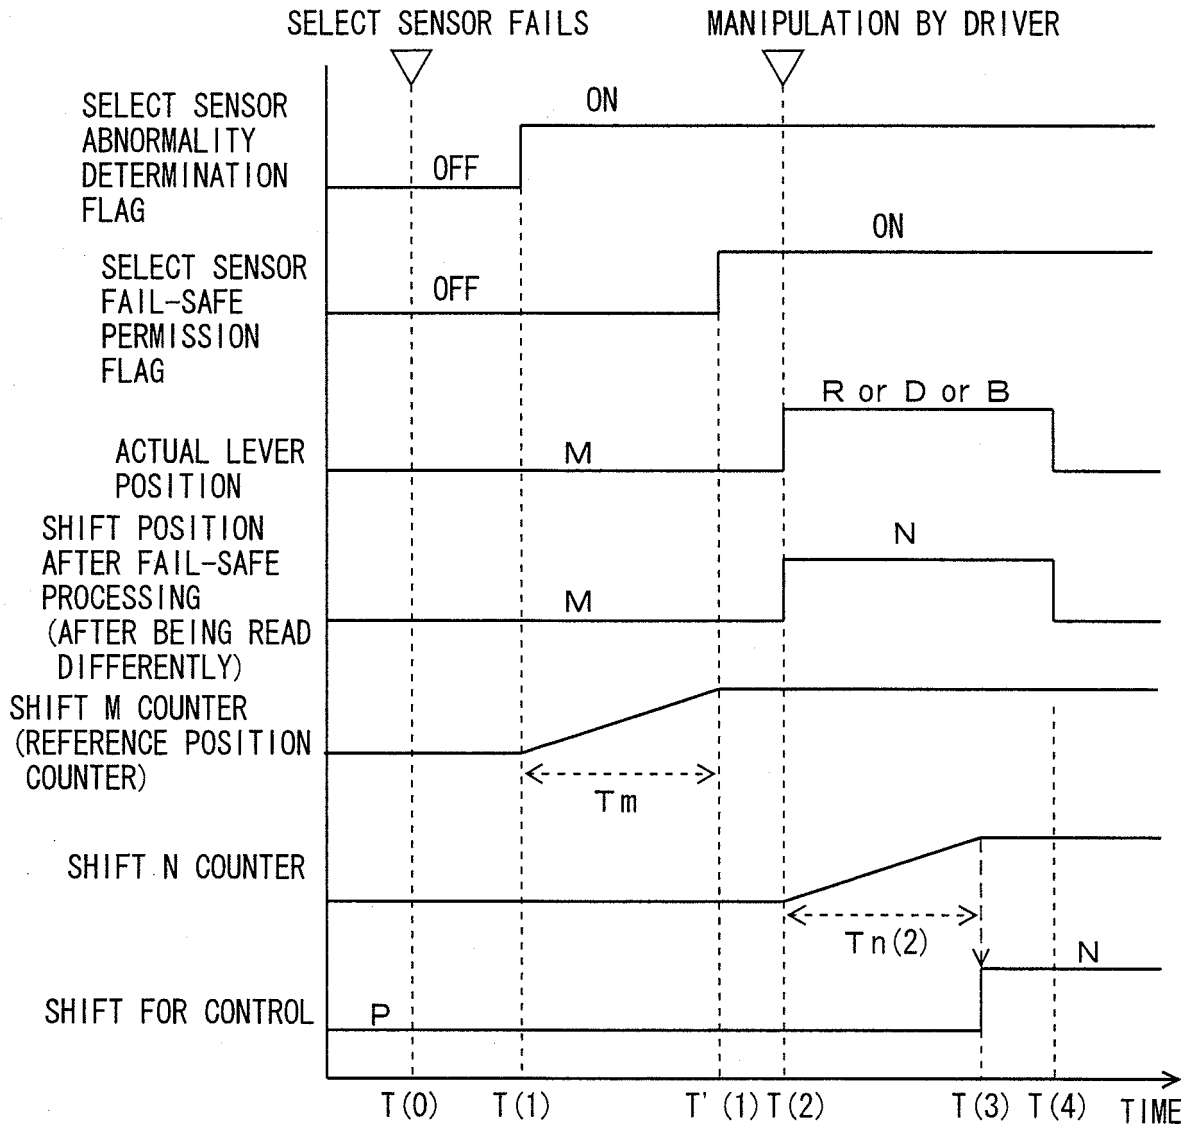 SELECT SENSOR FAILS
MANIPULATION BY DRIVER
SELECT SENSOR
ABNORMALITY
DETERMINATION
FLAG
OFF
ON
SELECT SENSOR
FAIL-SAFE
PERMISSION
FLAG
OFF
ON
ACTUAL LEVER
POSITION
M
R or D or B
SHIFT POSITION
AFTER FAIL-SAFE
PROCESSING
(AFTER BEING READ
DIFFERENTLY)
M
N
SHIFT M COUNTER
(REFERENCE POSITION
COUNTER)
Tm
SHIFT N COUNTER
Tn(2)
SHIFT FOR CONTROL
P
N
T(0)
T(1)
T'(1)
T(2)
T(3)
T(4)
TIME